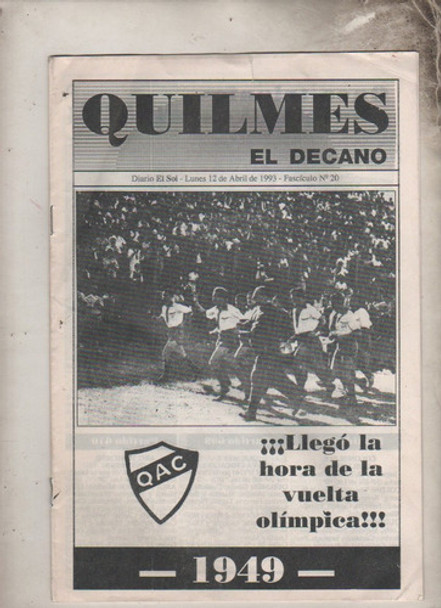 QUILMES
EL DECANO
Diario El Sol - Lunes 12 de Abril de 1993 - Fascículo Nº 20
¡¡¡Llegó la
hora de la
vuelta
olímpica!!!
QAC
— 1949 —